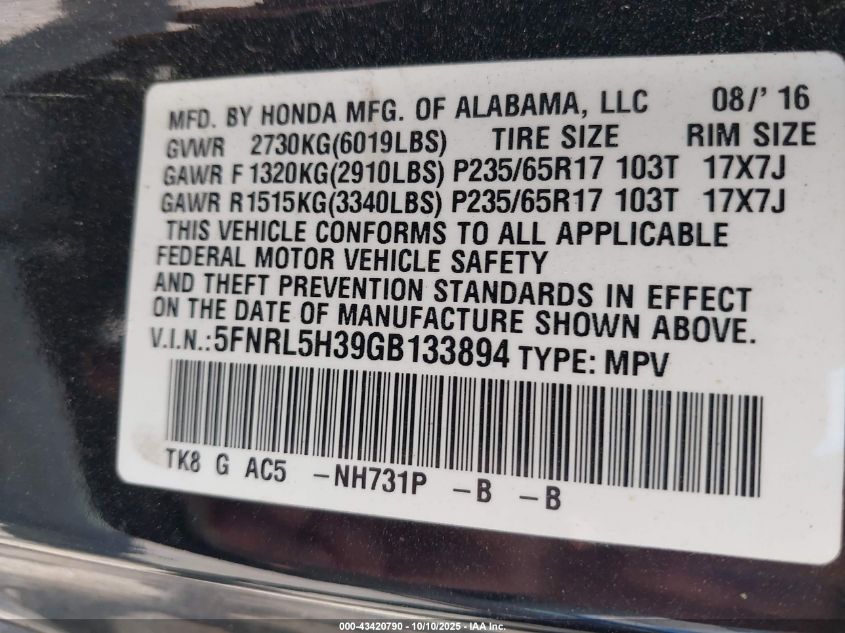 MFD. BY HONDA MFG. OF ALABAMA, LLC 08/' 16
GVWR 2730KG(6019LBS) TIRE SIZE RIM SIZE
GAWR F 1320KG(2910LBS) P235/65R17 103T 17X7J
GAWR R1515KG(3340LBS) P235/65R17 103T 17X7J
THIS VEHICLE CONFORMS TO ALL APPLICABLE
FEDERAL MOTOR VEHICLE SAFETY
AND THEFT PREVENTION STANDARDS IN EFFECT
ON THE DATE OF MANUFACTURE SHOWN ABOVE.
V.I.N.:5FNRL5H39GB133894 TYPE: MPV
TK8 G AC5 -NH731P -B -B
000-43420790 - 10/10/2025 - IAA Inc.